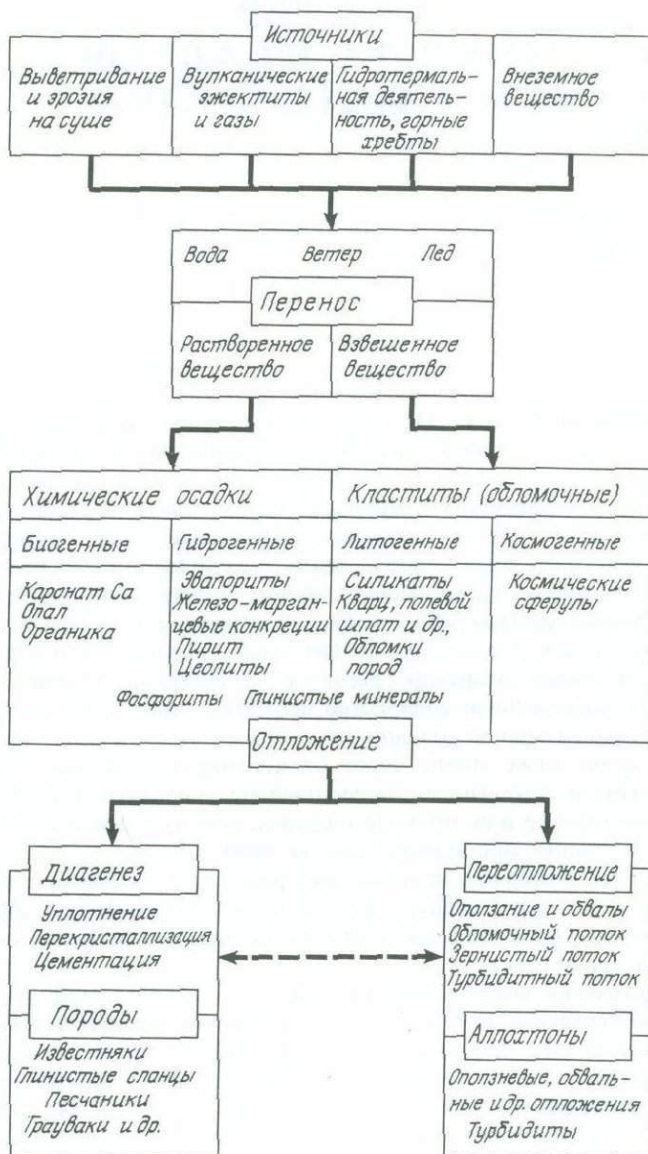 Источники
Выветривание
и эрозия
на суше
Вулканические
эжектиты
и газы
Гидротермаль-
ная деятель-
ность, горные
хребты
Внеземное
вещество
Вода Ветер Лед
Перенос
Растворенное
вещество
Взвешенное
вещество
Химические осадки
Кластиты (обломочные)
Биогенные
Гидрогенные
Литогенные
Космогенные
Каронат Ca
Опал
Органика
Эвапориты
Железо-марган-
цевые конкреции
Пирит
Цеолиты
Силикаты
Кварц, полевой
шпат и др.,
Обломки
пород
Космические
сферулы
Фосфориты Глинистые минералы
Отложение
Диагенез
Уплотнение
Перекристаллизация
Цементация
Породы
Известняки
Глинистые сланцы
Песчаники
Грауваки и др.
Переотложение
Оползание и обвалы
Обломочный поток
Зернистый поток
Турбидитный поток
Аллохтоны
Оползневые, обваль-
ные и др. отложения
Турбидиты